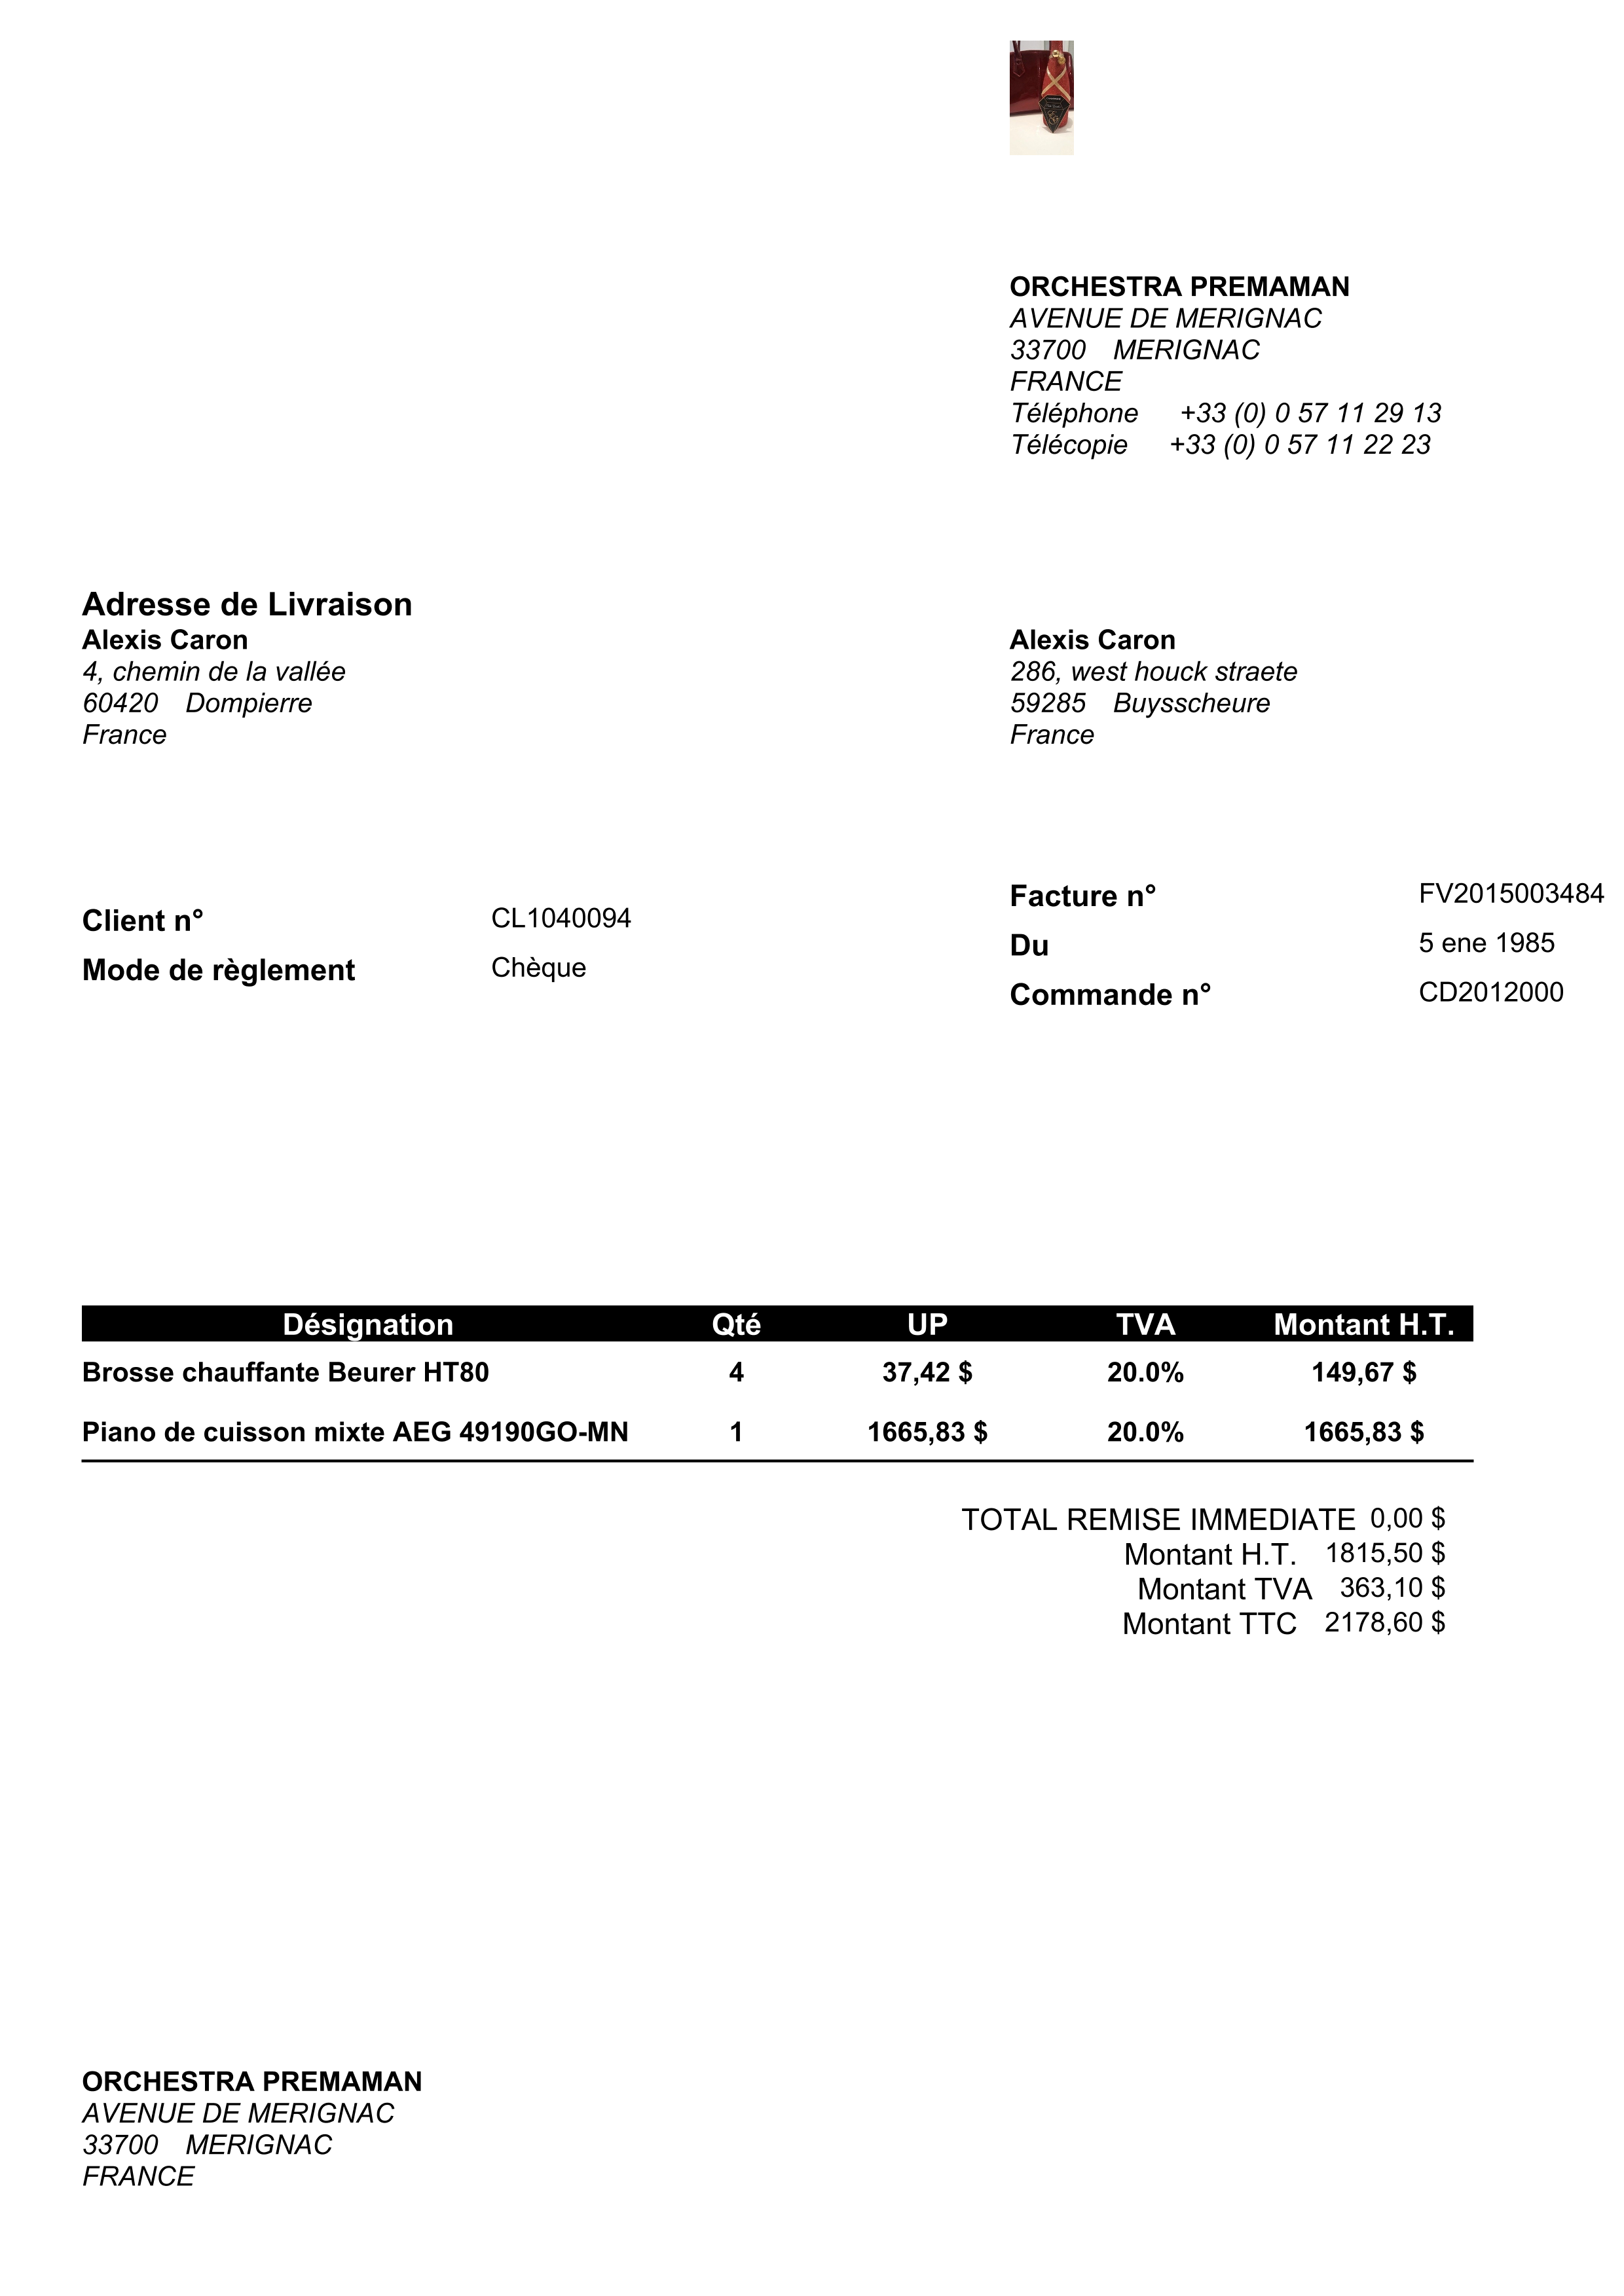 ORCHESTRA PREMAMAN
AVENUE DE MERIGNAC
33700 MERIGNAC
FRANCE
Téléphone +33 (0) 0 57 11 29 13
Télécopie +33 (0) 0 57 11 22 23
Adresse de Livraison
Alexis Caron
4, chemin de la vallée
60420 Dompierre
France
Alexis Caron
286, west houck straete
59285 Buysscheure
France
Client n° CL1040094
Mode de règlement Chèque
Facture n° FV2015003484
Du 5 ene 1985
Commande n° CD2012000
Désignation Qté UP TVA Montant H.T.
Brosse chauffante Beurer HT80 4 37,42 $ 20.0% 149,67 $
Piano de cuisson mixte AEG 49190GO-MN 1 1665,83 $ 20.0% 1665,83 $
TOTAL REMISE IMMEDIATE 0,00 $
Montant H.T. 1815,50 $
Montant TVA 363,10 $
Montant TTC 2178,60 $
ORCHESTRA PREMAMAN
AVENUE DE MERIGNAC
33700 MERIGNAC
FRANCE